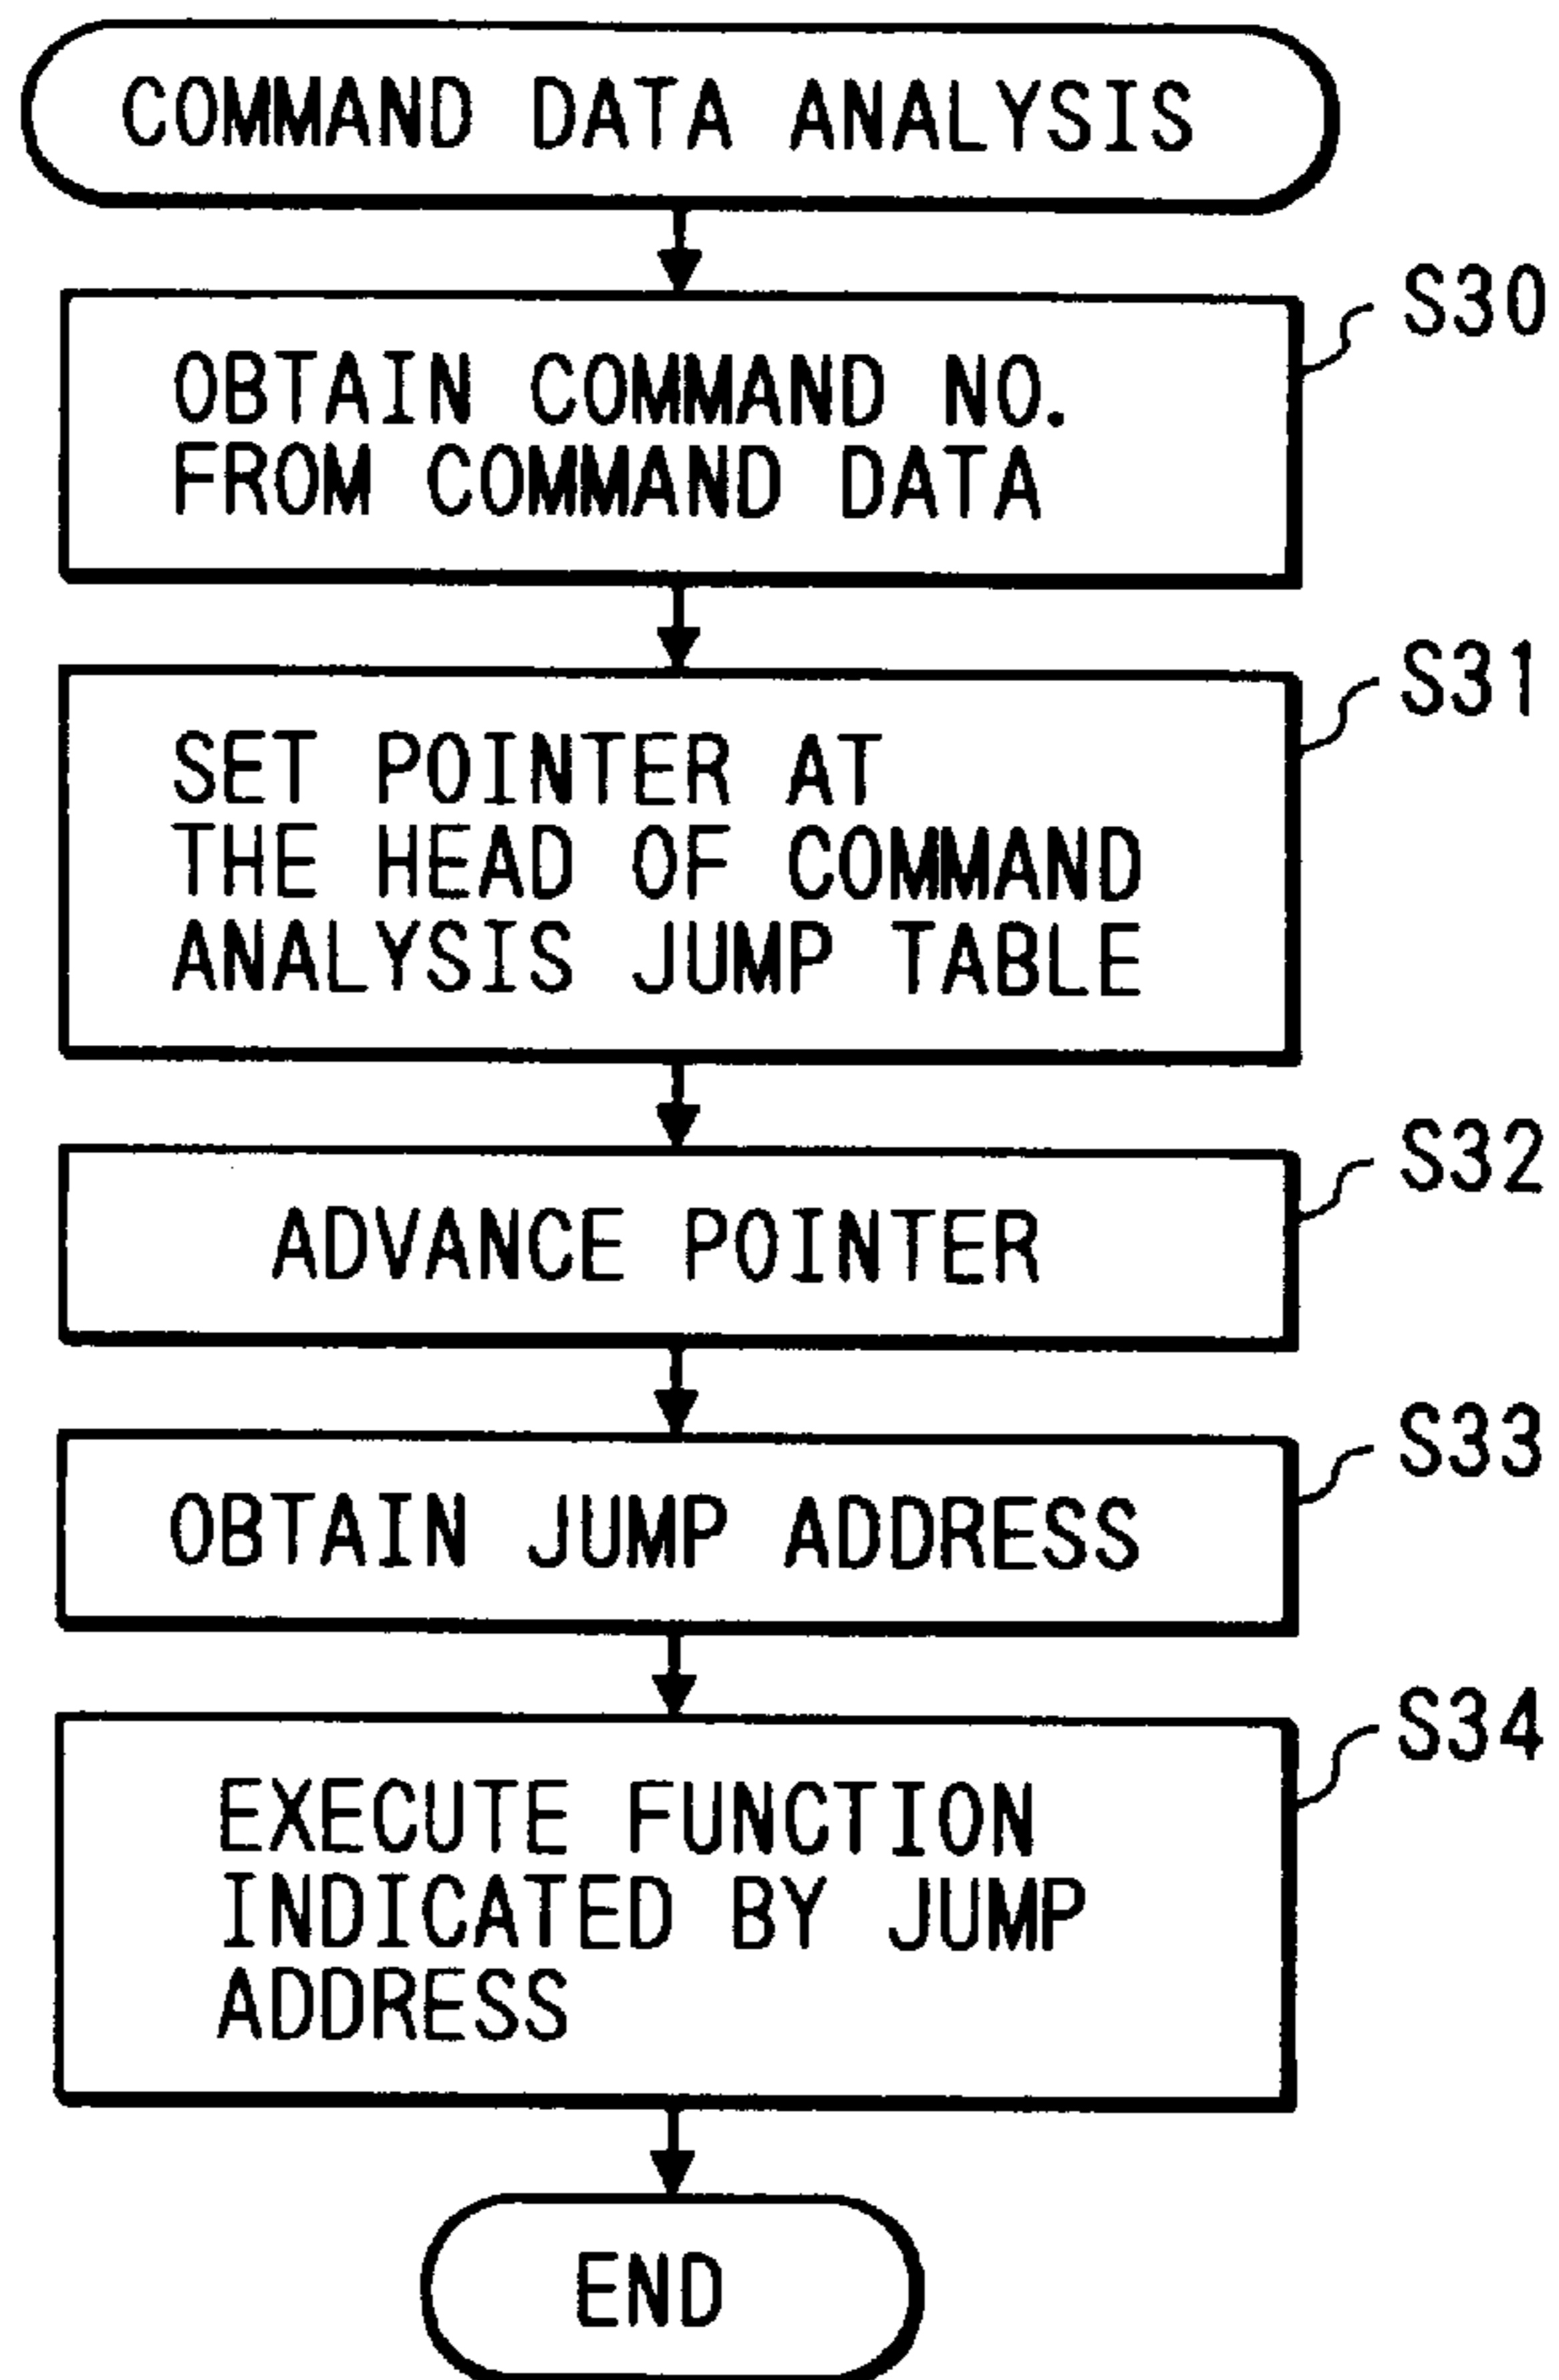 COMMAND DATA ANALYSIS
S30
OBTAIN COMMAND NO.
FROM COMMAND DATA
S31
SET POINTER AT
THE HEAD OF COMMAND
ANALYSIS JUMP TABLE
S32
ADVANCE POINTER
S33
OBTAIN JUMP ADDRESS
S34
EXECUTE FUNCTION
INDICATED BY JUMP
ADDRESS
END